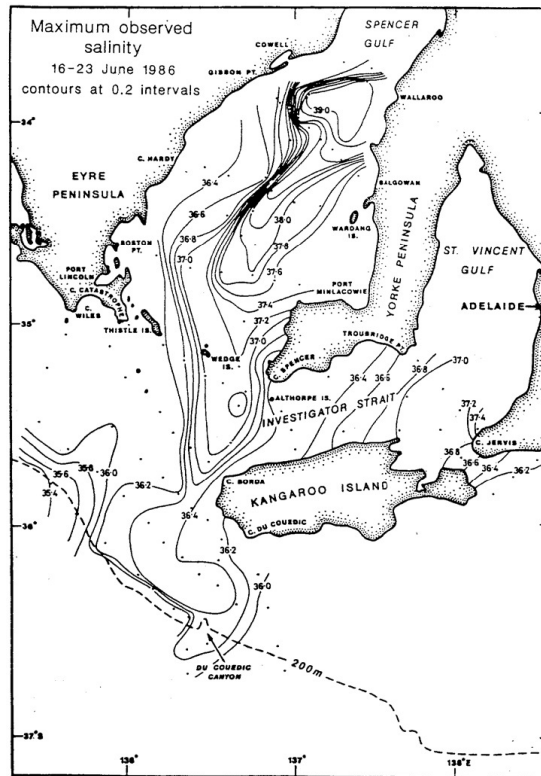 Maximum observed
salinity
16-23 June 1986
contours at 0.2 intervals
SPENCER
GULF
COWELL
GIBBON PT.
WALLAROO
39·0
34°
C. HARDY
EYRE
PENINSULA
36·4
36·6
36·8
37·0
BALGOWAN
38·0
37·8
37·6
WARDANG
IS.
YORKE PENINSULA
ST. VINCENT
GULF
BOSTON
PT.
PORT
LINCOLN
C. CATASTROPHE
C.
WILES
THISTLE IS.
37·4
PORT
MINLACOWIE
ADELAIDE
35°
37·2
37·0
WEDGE
IS.
C. SPENCER
TROUBRIDGE PT.
ALTHORPE IS.
INVESTIGATOR STRAIT
36·4
36·6
36·8
37·0
37·2
37·4
C. JERVIS
36·8
36·6
36·4
36·2
35·4
35·6
35·8
36·0
36·2
36·4
C. BORDA
KANGAROO ISLAND
C. DU COUEDIC
36°
36·2
36·0
DU COUEDIC
CANYON
200m
37°S
136°
137°
138°E